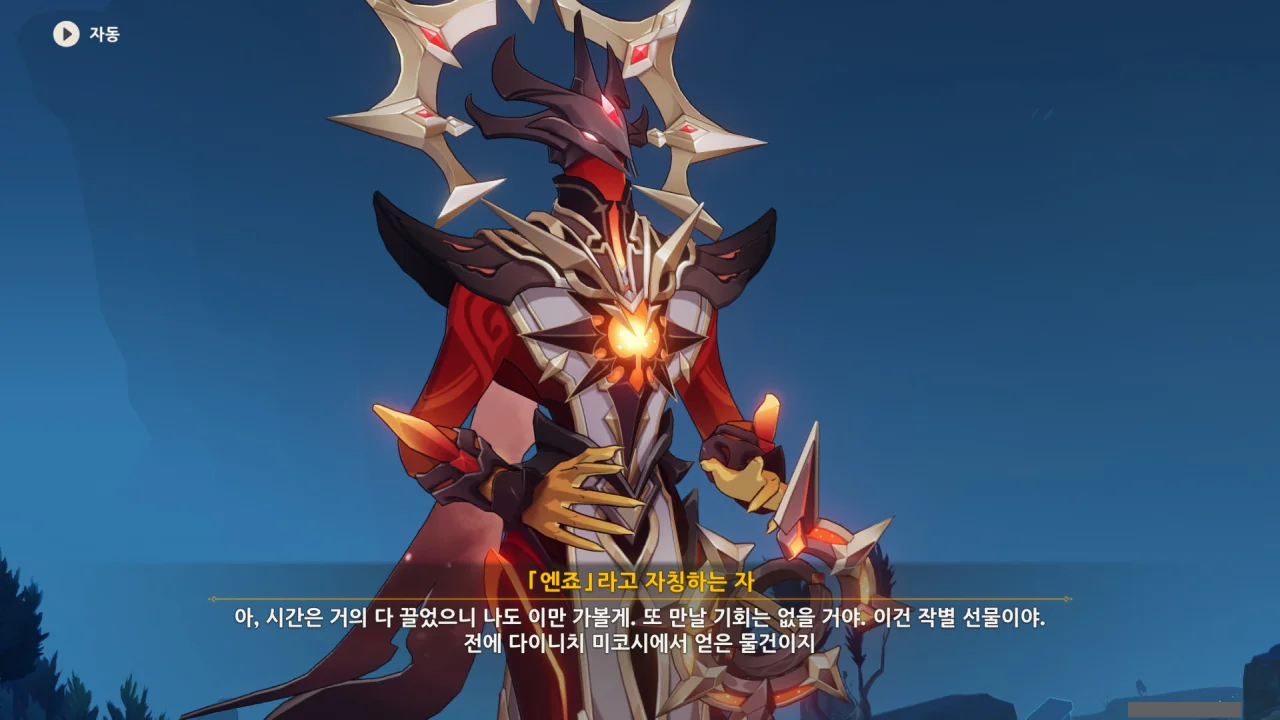 자동
「엔죠」라고 자칭하는 자
아, 시간은 거의 다 끌었으니 나도 이만 가볼게. 또 만날 기회는 없을 거야. 이건 작별 선물이야.
전에 다이니치 미코시에서 얻은 물건이지